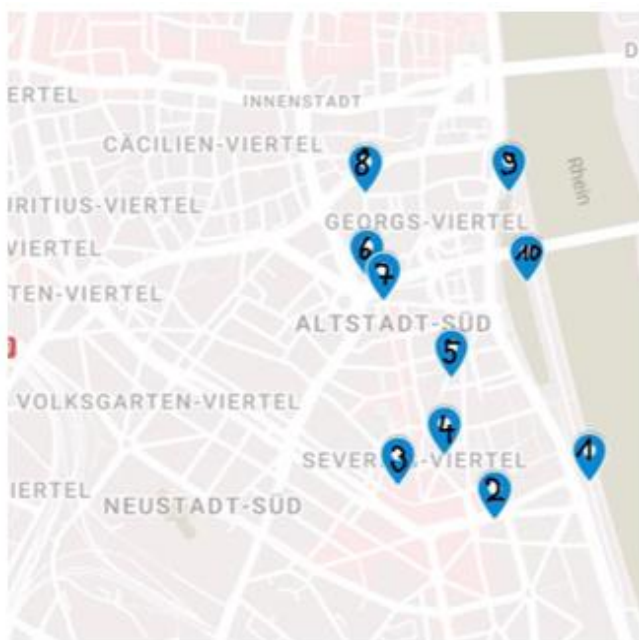 D
ERTEL
INNENSTADT
CÄCILIEN-VIERTEL
8
9
Rhein
URITIUS-VIERTEL
GEORGS-VIERTEL
VIERTEL
6
10
7
TEN-VIERTEL
ALTSTADT-SÜD
5
VOLKSGARTEN-VIERTEL
4
1
3
SEVER
-VIERTEL
2
IERTEL
NEUSTADT-SÜD